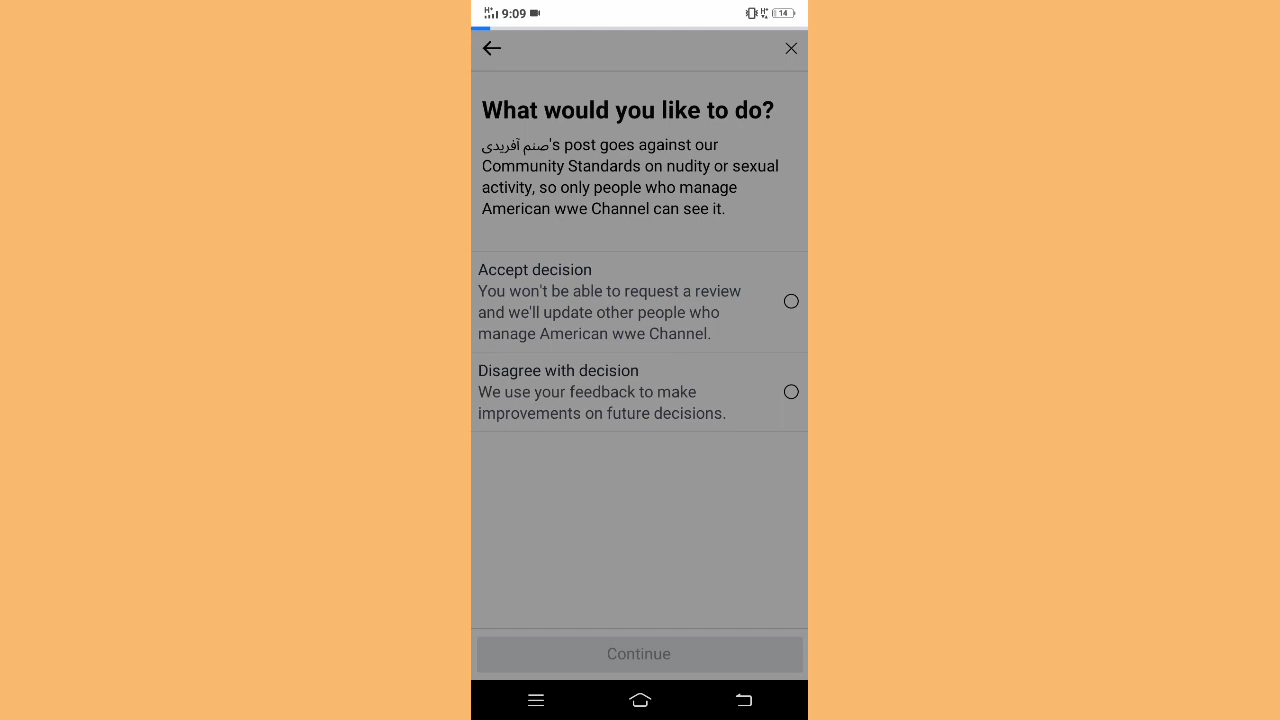 H+ 9:09 H+ 14
What would you like to do?
صنم آفریدی's post goes against our
Community Standards on nudity or sexual
activity, so only people who manage
American wwe Channel can see it.
Accept decision
You won't be able to request a review
and we'll update other people who
manage American wwe Channel.
Disagree with decision
We use your feedback to make
improvements on future decisions.
Continue